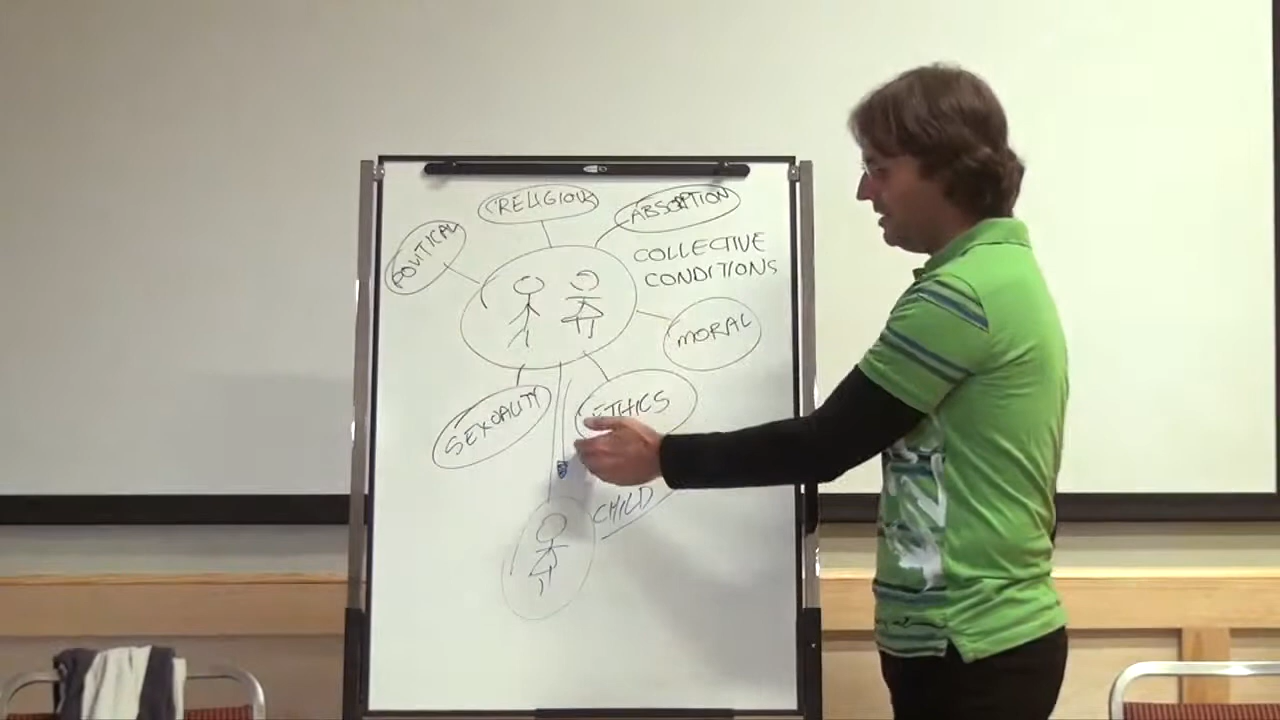 RELIGIOUS
ABSORPTION
POLITICAL
COLLECTIVE
CONDITIONS
MORAL
SEXUALITY
ETHICS
CHILD